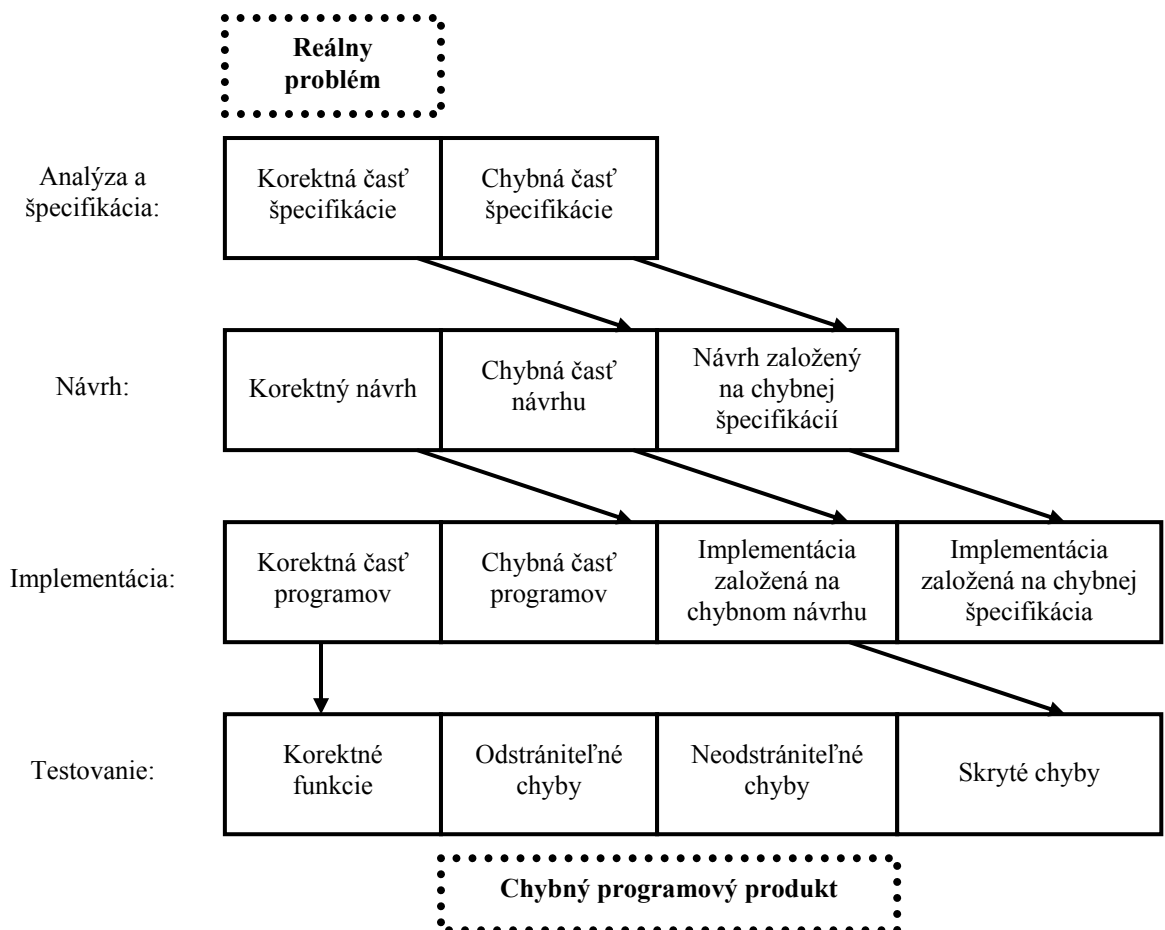 Reálny
problém
Analýza a
špecifikácia:
Korektná časť
špecifikácie
Chybná časť
špecifikácie
Návrh:
Korektný návrh
Chybná časť
návrhu
Návrh založený
na chybnej
špecifikácií
Implementácia:
Korektná časť
programov
Chybná časť
programov
Implementácia
založená na
chybnom návrhu
Implementácia
založená na chybnej
špecifikácia
Testovanie:
Korektné
funkcie
Odstrániteľné
chyby
Neodstrániteľné
chyby
Skryté chyby
Chybný programový produkt